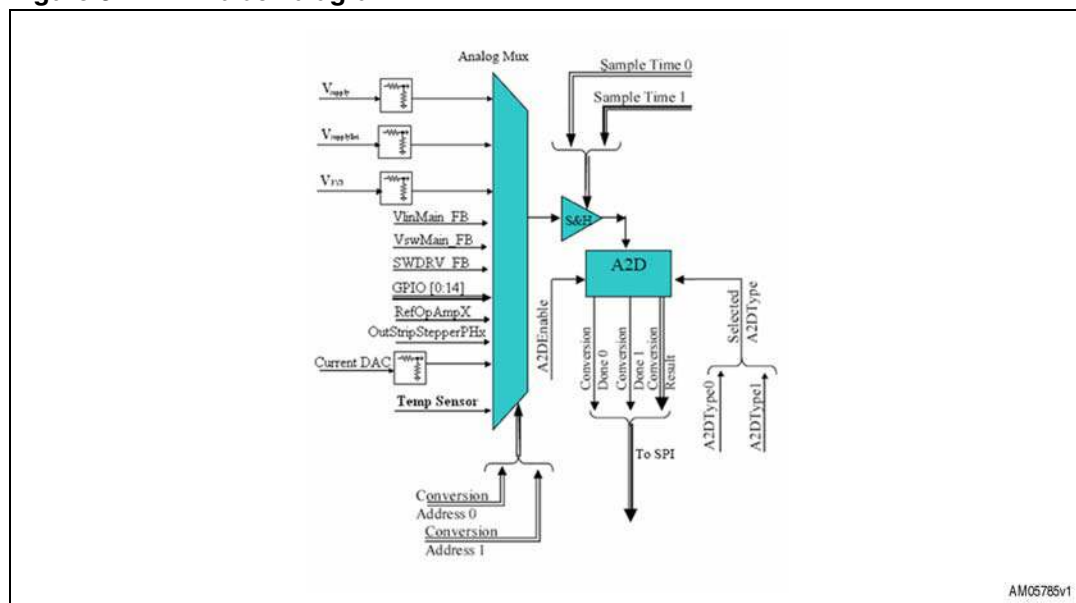 Analog Mux
Sample Time 0
Sample Time 1
Vsupply
VlinMain_FB
VswMain_FB
SWDRV_FB
GPIO [0:14]
RefOpAmpX
OutStripStepperPHx
Current DAC
Temp Sensor
S&H
A2D
A2DEnable
Conversion
Done 0
Conversion
Done 1
Conversion
Result
Selected
A2DType
A2DType0
A2DType1
To SPI
Conversion
Address 0
Conversion
Address 1
AM05785v1